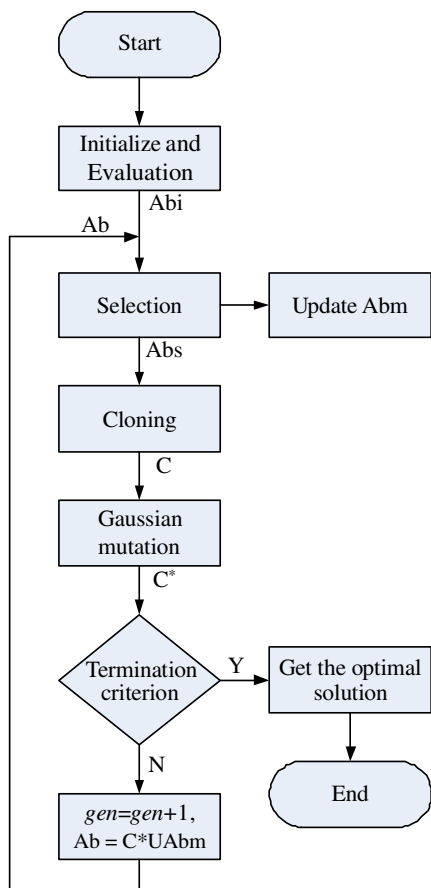 Start
Initialize and
Evaluation
Abi
Ab
Selection
Update Abm
Abs
Cloning
C
Gaussian
mutation
C*
Termination
criterion
Y
Get the optimal
solution
N
End
gen=gen+1,
Ab = C*UAbm